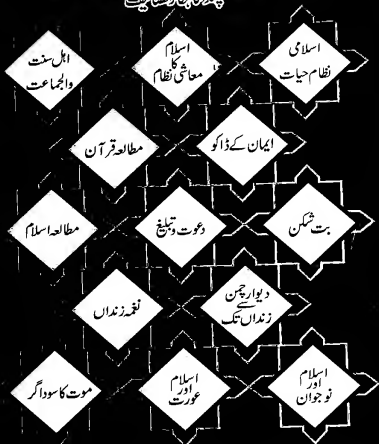 اسلامی
نظام حیات
اسلام
کا
معاشی نظام
اهل سنت
والجماعت
ایمان کے ڈاکو
مطالعہ قرآن
بت شکن
دعوت و تبلیغ
مطالعہ اسلام
دیوار چمن
سے
زنداں تک
نغمہ زنداں
اسلام
اور
نوجوان
اسلام
اور
عورت
موت کا سوداگر